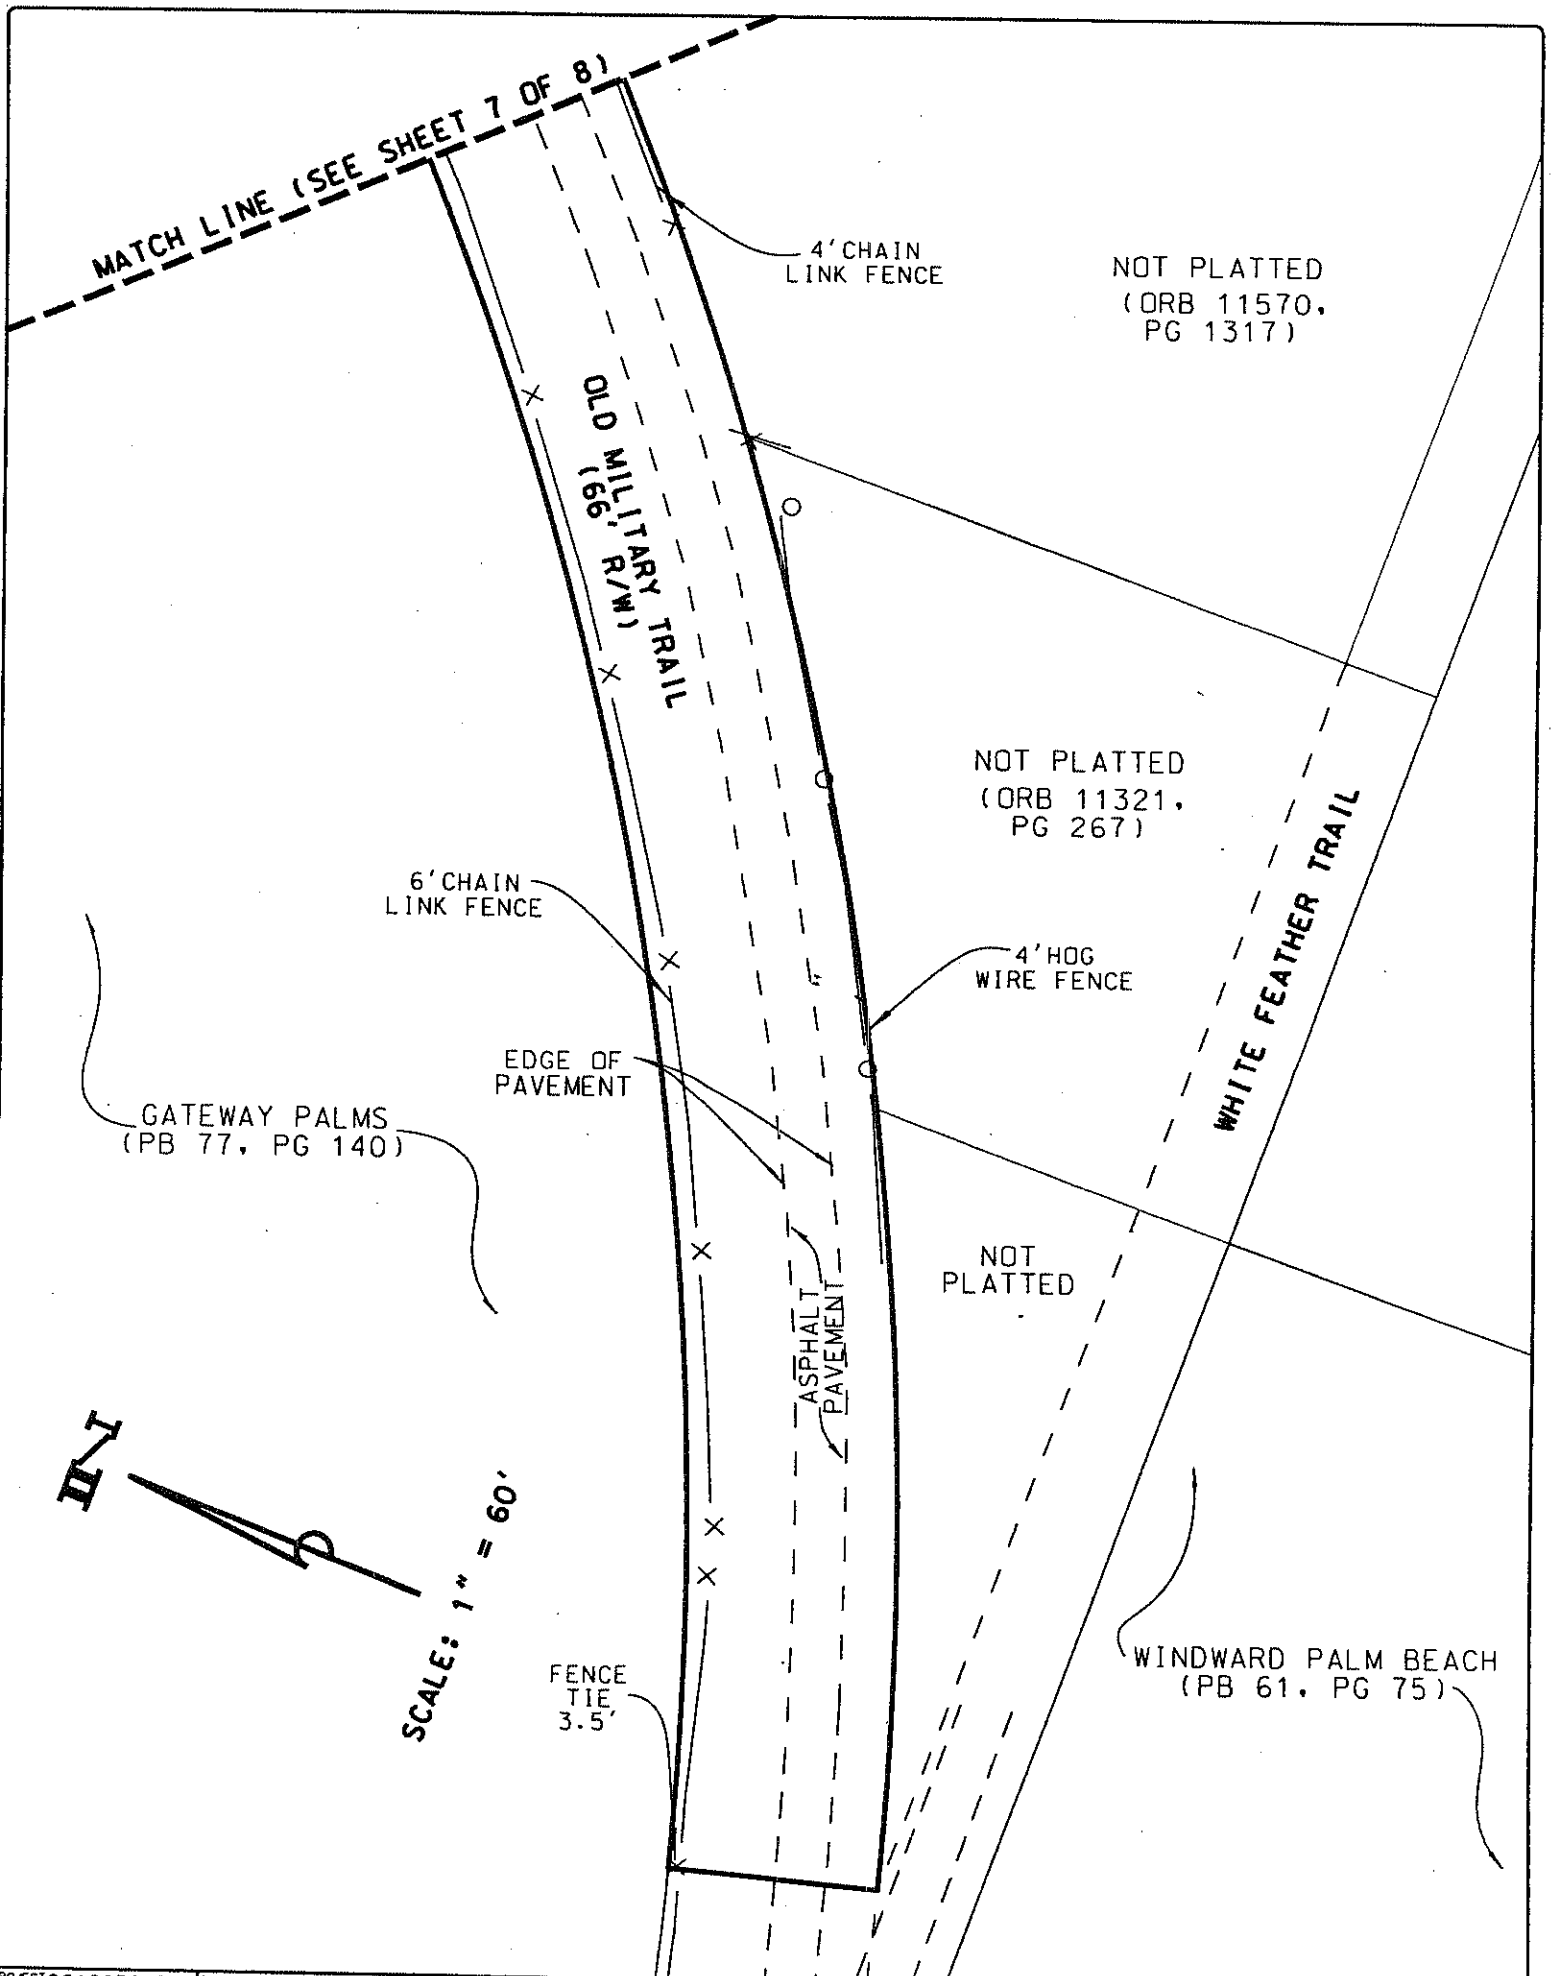 MATCH LINE (SEE SHEET 7 OF 8)
4' CHAIN
LINK FENCE
NOT PLATTED
(ORB 11570,
PG 1317)
OLD MILITARY TRAIL
(66' R/W)
NOT PLATTED
(ORB 11321,
PG 267)
WHITE FEATHER TRAIL
6' CHAIN
LINK FENCE
4' HOG
WIRE FENCE
EDGE OF
PAVEMENT
GATEWAY PALMS
(PB 77, PG 140)
NOT
PLATTED
ASPHALT
PAVEMENT
N
SCALE: 1" = 60'
FENCE
TIE
3.5'
WINDWARD PALM BEACH
(PB 61, PG 75)